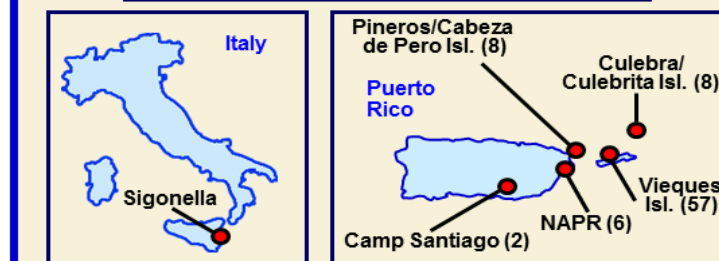 Italy
Sigonella
Pineros/Cabeza
de Pero Isl. (8)
Culebra/
Culebrita Isl. (8)
Puerto
Rico
Vieques
Isl. (57)
NAPR (6)
Camp Santiago (2)